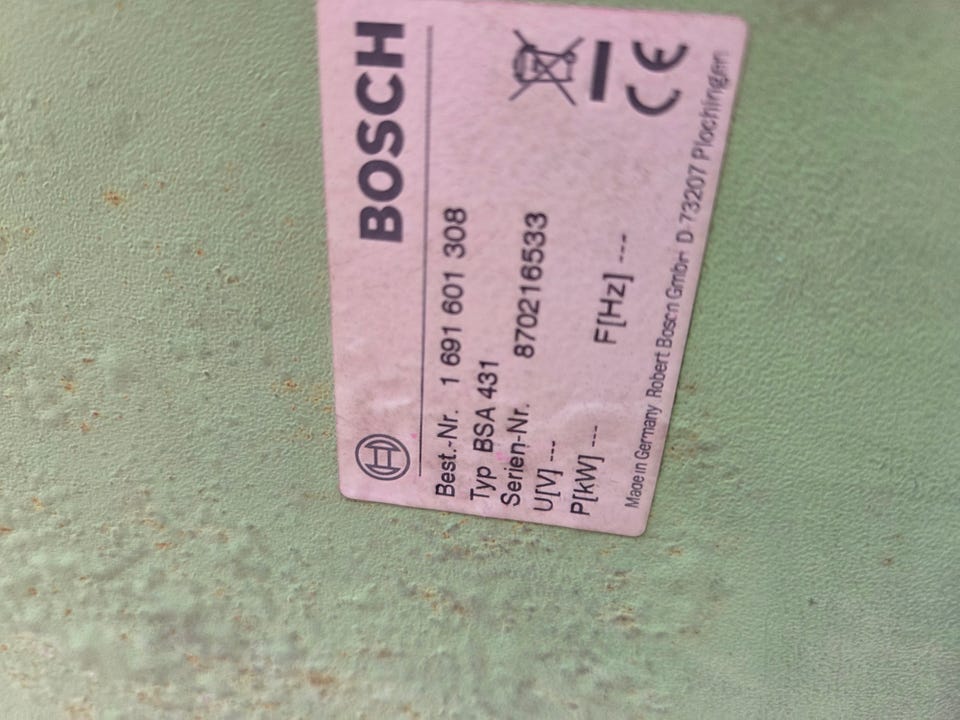 BOSCH
Best.-Nr. 1 691 601 308
Typ BSA 431
Serien-Nr. 870216533
U[V] ---
P[kW] --- F[Hz] ---
Made in Germany Robert Bosch GmbH D-73207 Plochingen
CE